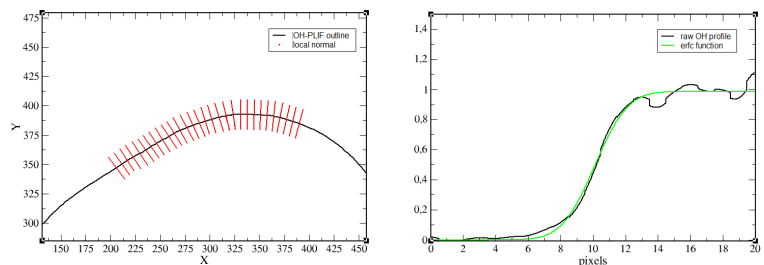 475
450
425
400
375
350
325
300
Y
OH-PLIF outline
local normal
150 175 200 225 250 275 300 325 350 375 400 425 450
X
1,4
1,2
1
0,8
0,6
0,4
0,2
0
raw OH profile
erfc function
0 2 4 6 8 10 12 14 16 18 20
pixels